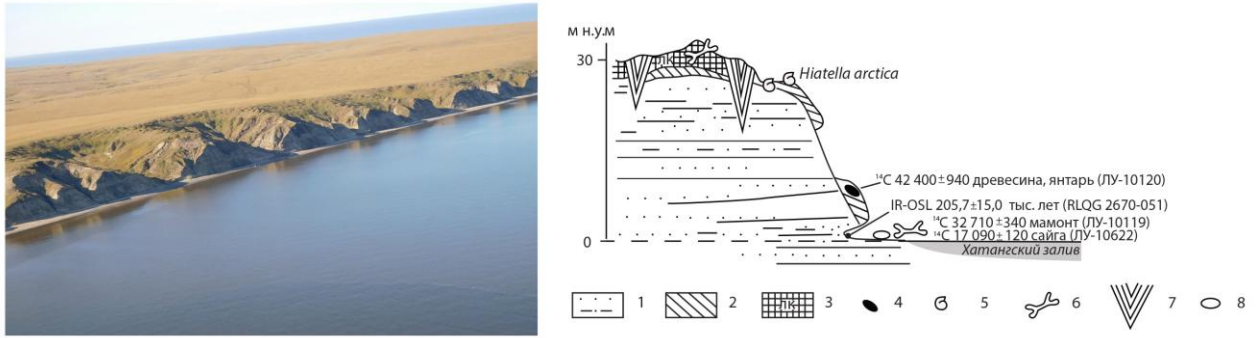 м н.у.м
30
ЛК
Hiatella arctica
¹⁴C 42 400±940 древесина, янтарь (ЛУ-10120)
IR-OSL 205,7±15,0 тыс. лет (RLQG 2670-051)
¹⁴C 32 710±340 мамонт (ЛУ-10119)
¹⁴C 17 090±120 сайга (ЛУ-10622)
0
Хатангский залив
1
2
ЛК 3
4
5
6
7
8